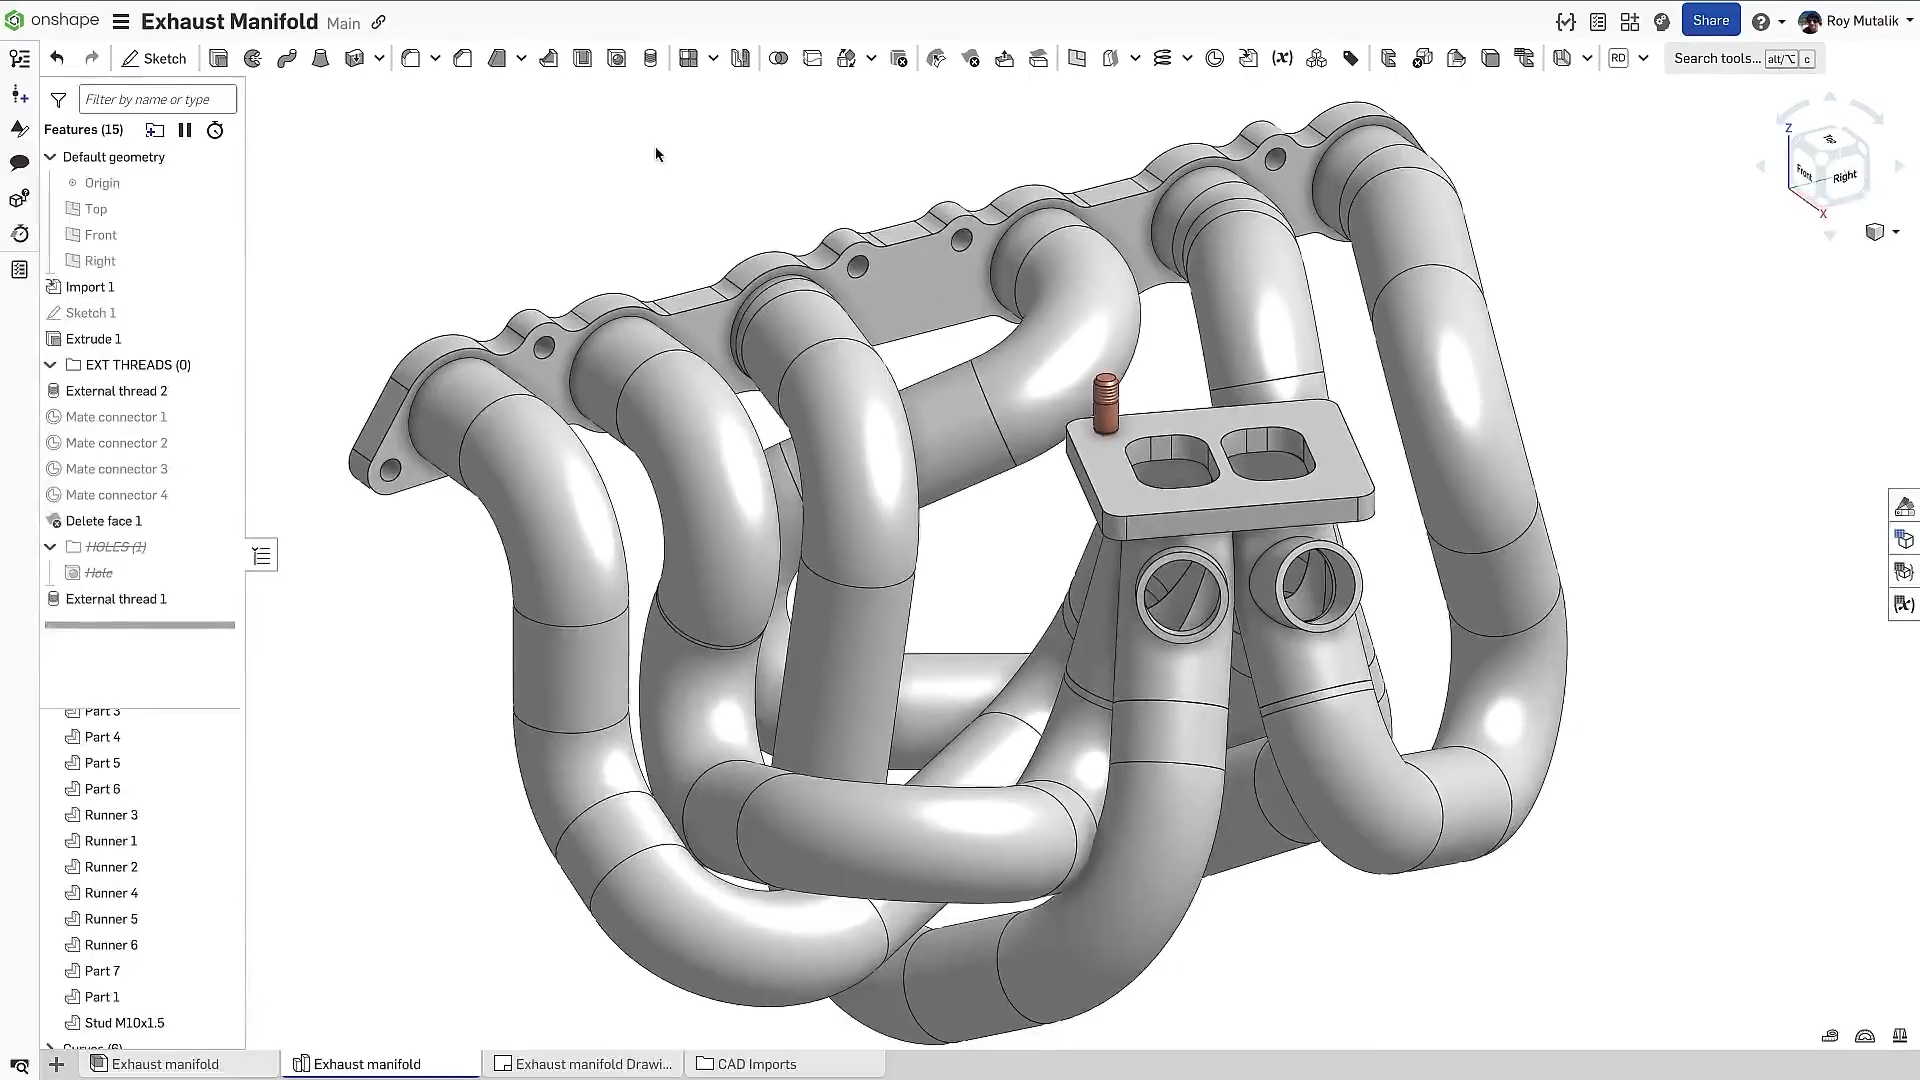 onshape Exhaust Manifold Main Share Roy Mutalik
Sketch (x) RD Search tools... alt/⌥ c
Filter by name or type
Features (15)
Default geometry
Origin
Top
Front
Right
Import 1
Sketch 1
Extrude 1
EXT THREADS (0)
External thread 2
Mate connector 1
Mate connector 2
Mate connector 3
Mate connector 4
Delete face 1
HOLES (1)
Hole
External thread 1
Part 3
Part 4
Part 5
Part 6
Runner 3
Runner 1
Runner 2
Runner 4
Runner 5
Runner 6
Part 7
Part 1
Stud M10x1.5
Curves (6)
Z
Top
Front
Right
X
(x)
Exhaust manifold
Exhaust manifold
Exhaust manifold Drawi...
CAD Imports